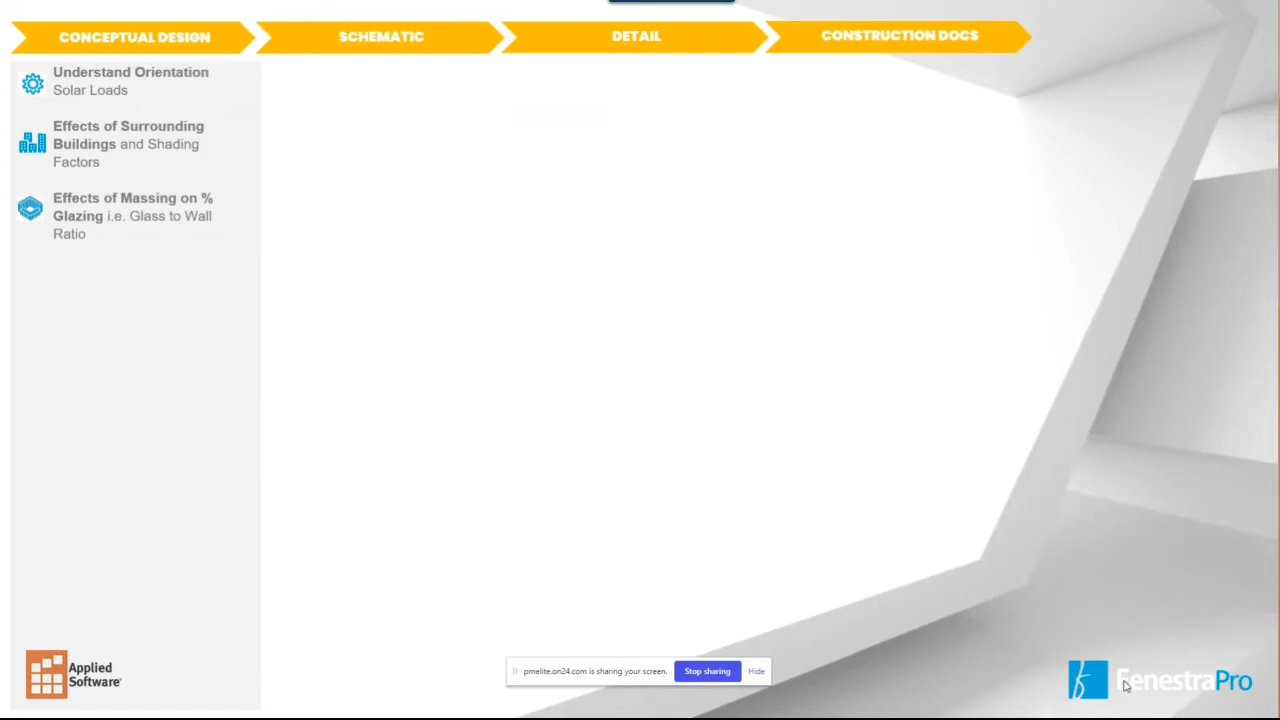 CONCEPTUAL DESIGN
SCHEMATIC
DETAIL
CONSTRUCTION DOCS
Understand Orientation
Solar Loads
Effects of Surrounding
Buildings and Shading
Factors
Effects of Massing on %
Glazing i.e. Glass to Wall
Ratio
Applied
Software
pmelite.on24.com is sharing your screen.
Stop sharing
Hide
FenestraPro